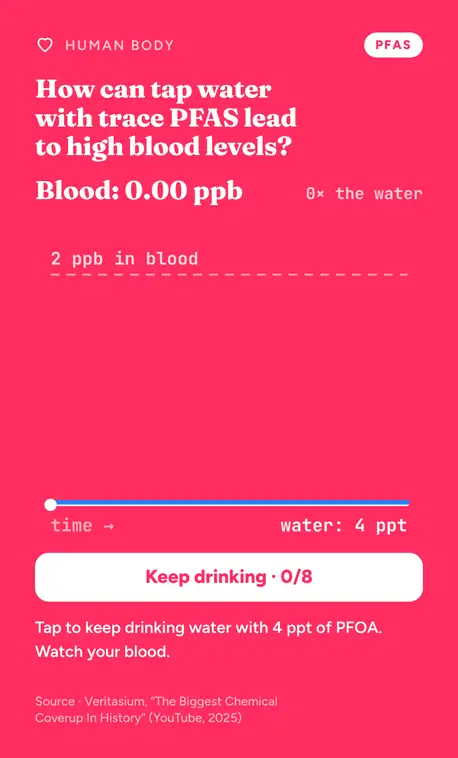 HUMAN BODY
PFAS
How can tap water
with trace PFAS lead
to high blood levels?
Blood: 0.00 ppb
0× the water
2 ppb in blood
time →
water: 4 ppt
Keep drinking · 0/8
Tap to keep drinking water with 4 ppt of PFOA.
Watch your blood.
Source · Veritasium, “The Biggest Chemical
Coverup In History” (YouTube, 2025)